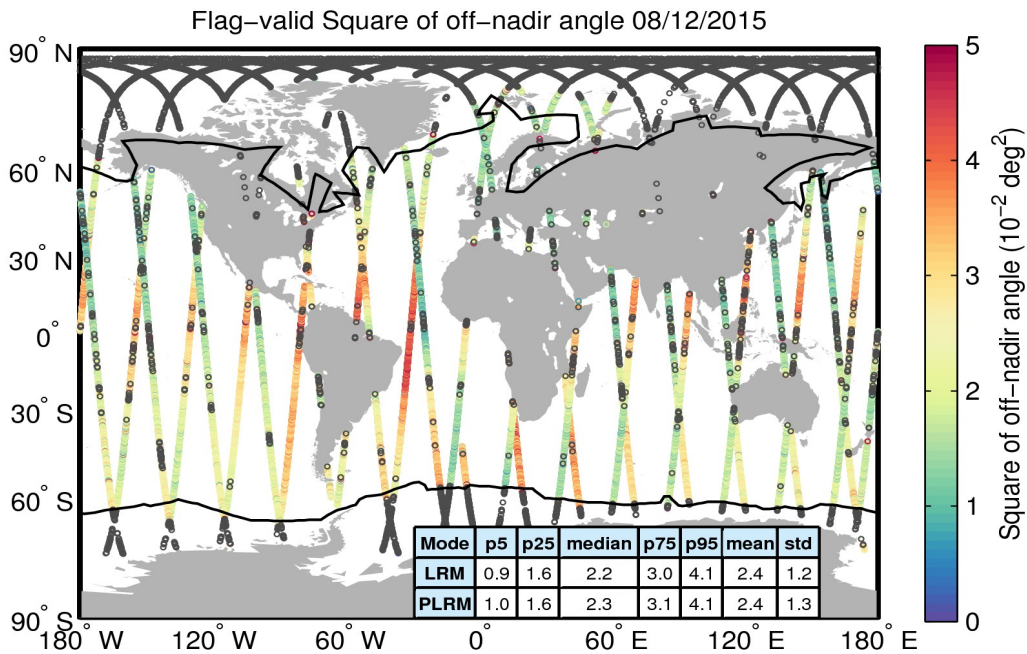 Flag−valid Square of off−nadir angle 08/12/2015
90° N
60° N
30° N
0°
30° S
60° S
90° S
180° W
120° W
60° W
0°
60° E
120° E
180° E
Mode p5 p25 median p75 p95 mean std
LRM 0.9 1.6 2.2 3.0 4.1 2.4 1.2
PLRM 1.0 1.6 2.3 3.1 4.1 2.4 1.3
5
4
3
2
1
0
Square of off−nadir angle (10⁻² deg²)